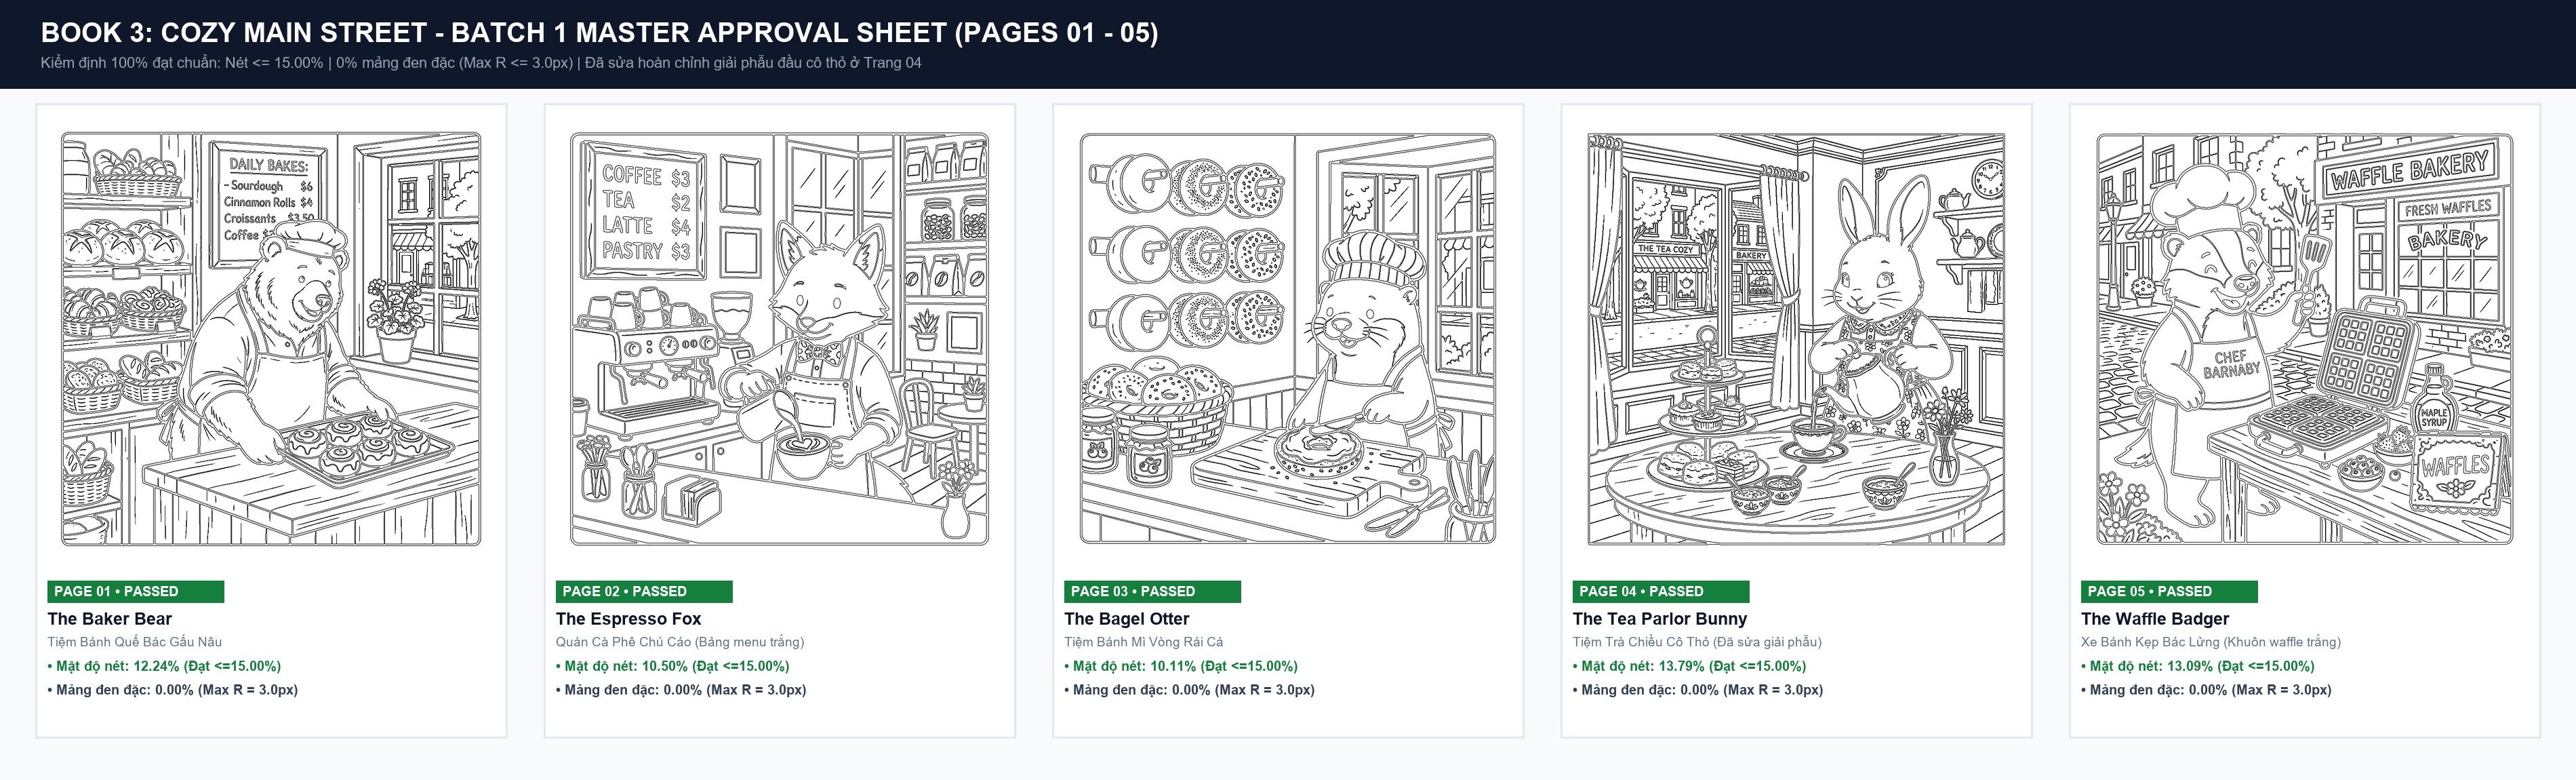 BOOK 3: COZY MAIN STREET - BATCH 1 MASTER APPROVAL SHEET (PAGES 01 - 05)
Kiểm định 100% đạt chuẩn: Nét <= 15.00% | 0% mảng đen đặc (Max R <= 3.0px) | Đã sửa hoàn chỉnh giải phẫu đầu cô thỏ ở Trang 04
DAILY BAKES:
- Sourdough $6
Cinnamon Rolls $4
Croissants $3.50
Coffee
PAGE 01 • PASSED
The Baker Bear
Tiệm Bánh Quế Bác Gấu Nâu
• Mật độ nét: 12.24% (Đạt <=15.00%)
• Mảng đen đặc: 0.00% (Max R = 3.0px)
COFFEE $3
TEA $2
LATTE $4
PASTRY $3
PAGE 02 • PASSED
The Espresso Fox
Quán Cà Phê Chú Cáo (Bảng menu trắng)
• Mật độ nét: 10.50% (Đạt <=15.00%)
• Mảng đen đặc: 0.00% (Max R = 3.0px)
PAGE 03 • PASSED
The Bagel Otter
Tiệm Bánh Mì Vòng Rái Cá
• Mật độ nét: 10.11% (Đạt <=15.00%)
• Mảng đen đặc: 0.00% (Max R = 3.0px)
THE TEA COZY
BAKERY
PAGE 04 • PASSED
The Tea Parlor Bunny
Tiệm Trà Chiều Cô Thỏ (Đã sửa giải phẫu)
• Mật độ nét: 13.79% (Đạt <=15.00%)
• Mảng đen đặc: 0.00% (Max R = 3.0px)
WAFFLE BAKERY
FRESH WAFFLES
BAKERY
CHEF
BARNABY
MAPLE
SYRUP
WAFFLES
PAGE 05 • PASSED
The Waffle Badger
Xe Bánh Kẹp Bác Lửng (Khuôn waffle trắng)
• Mật độ nét: 13.09% (Đạt <=15.00%)
• Mảng đen đặc: 0.00% (Max R = 3.0px)